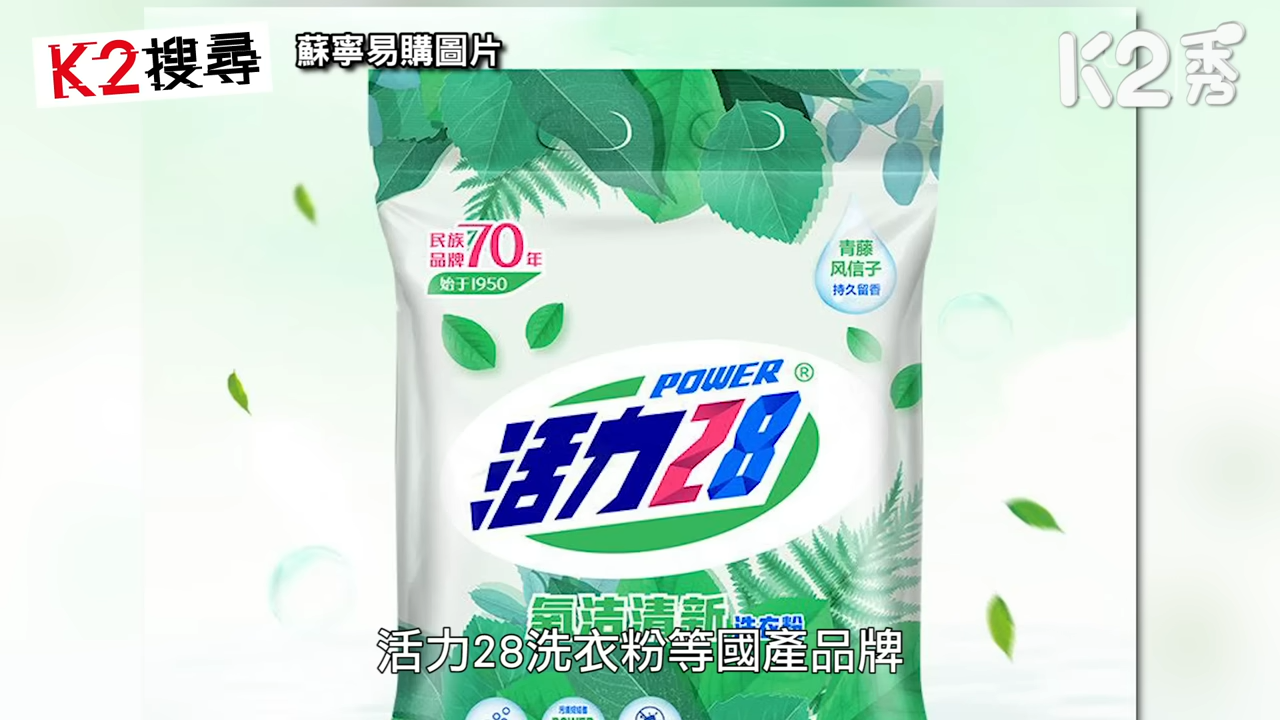 K2搜尋
蘇寧易購圖片
K2秀
民族
品牌
70年
始于1950
青藤
风信子
持久留香
POWER®
活力28
氧洁清新
洗衣粉
活力28洗衣粉等國產品牌